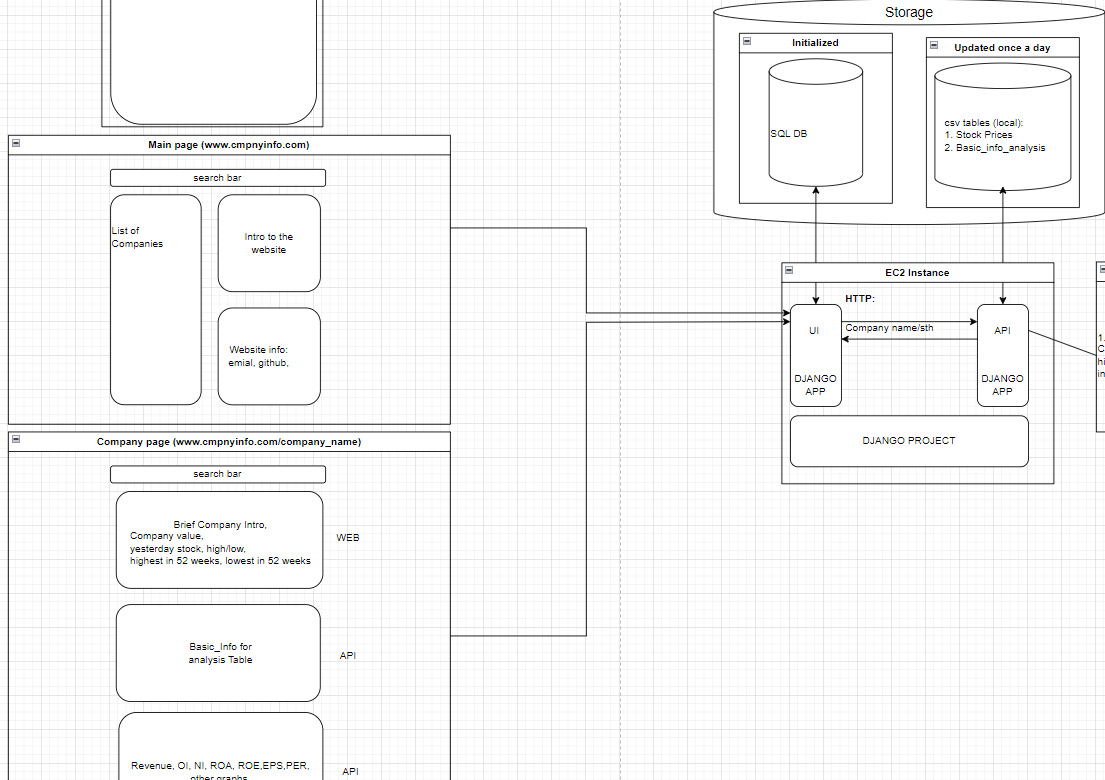 Storage
Initialized
Updated once a day
SQL DB
csv tables (local):
1. Stock Prices
2. Basic_info_analysis
Main page (www.cmpnyinfo.com)
search bar
List of
Companies
Intro to the
website
Website info:
emial, github,
EC2 Instance
HTTP:
UI
Company name/sth
API
DJANGO
APP
DJANGO
APP
DJANGO PROJECT
1.
C
hi
in
Company page (www.cmpnyinfo.com/company_name)
search bar
Brief Company Intro,
Company value,
yesterday stock, high/low,
highest in 52 weeks, lowest in 52 weeks
WEB
Basic_Info for
analysis Table
API
Revenue, OI, NI, ROA, ROE,EPS,PER,
other graphs
API